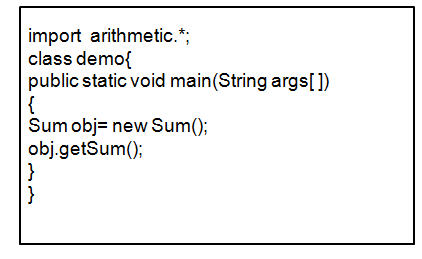 import arithmetic.*;
class demo{
public static void main(String args[ ])
{
Sum obj= new Sum();
obj.getSum();
}
}